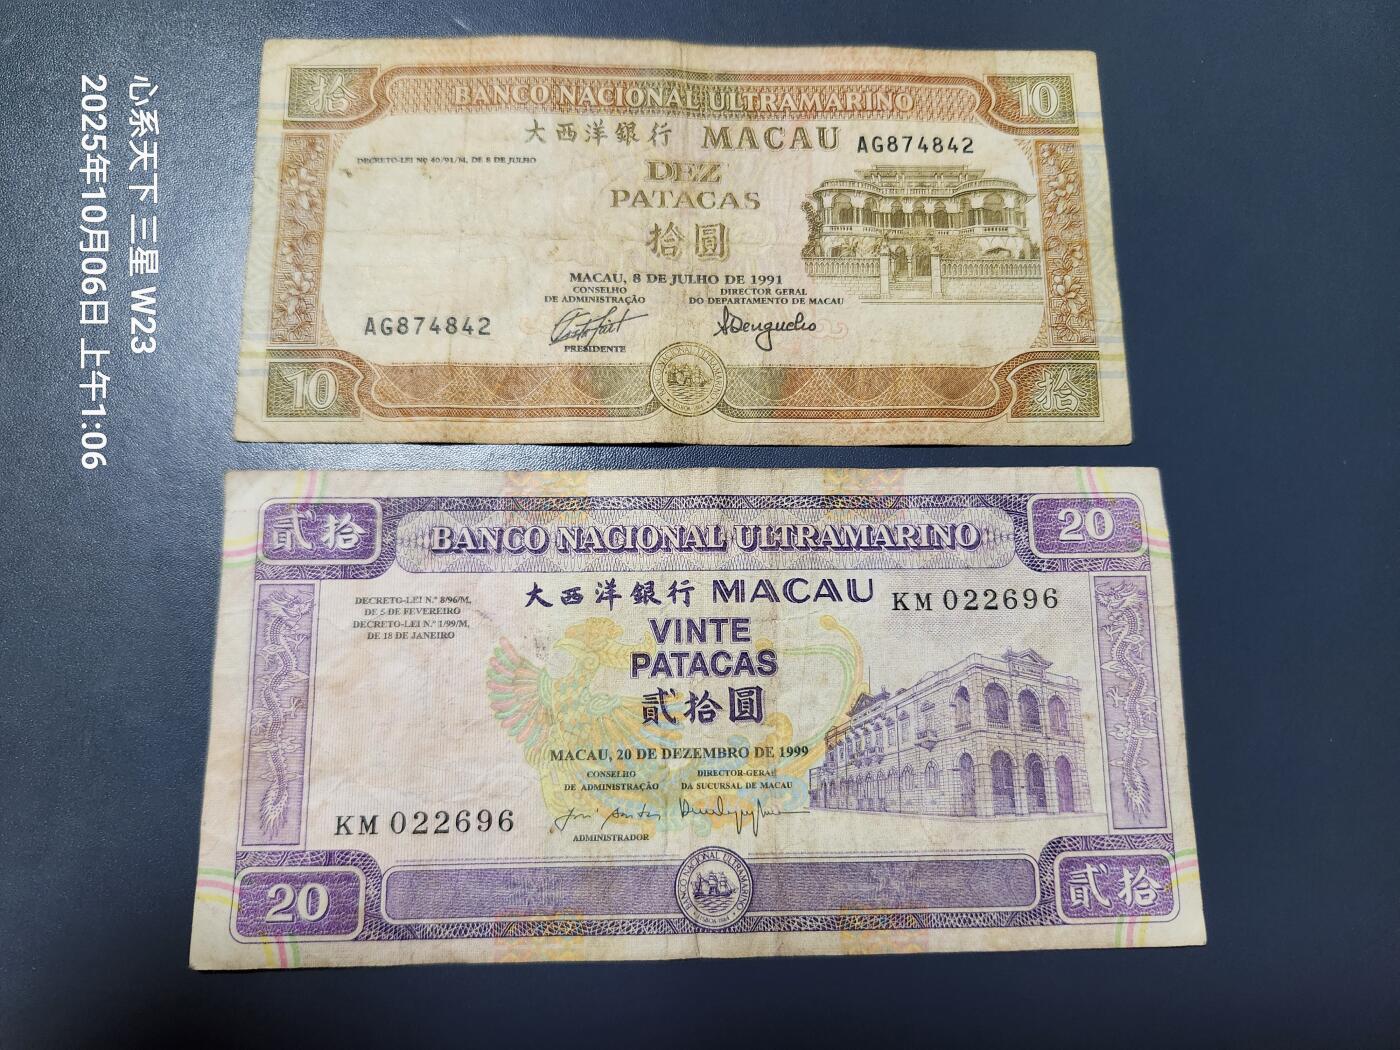 心系天下 三星 W23
2025年10月06日 上午1:06
拾
BANCO NACIONAL ULTRAMARINO
10
大西洋銀行 MACAU AG874842
DECRETO-LEI Nº 40/91/M, DE 8 DE JULHO
DEZ
PATACAS
拾圓
MACAU, 8 DE JULHO DE 1991
CONSELHO
DE ADMINISTRAÇÃO
DIRECTOR GERAL
DO DEPARTAMENTO DE MACAU
AG874842
PRESIDENTE
10
拾
貳拾
BANCO NACIONAL ULTRAMARINO
20
大西洋銀行 MACAU KM 022696
DECRETO-LEI N.º 8/96/M,
DE 5 DE FEVEREIRO
DECRETO-LEI N.º 1/99/M,
DE 18 DE JANEIRO
VINTE
PATACAS
貳拾圓
MACAU, 20 DE DEZEMBRO DE 1999
CONSELHO
DE ADMINISTRAÇÃO
DIRECTOR-GERAL
DA SUCURSAL DE MACAU
KM 022696
ADMINISTRADOR
20
BANCO NACIONAL ULTRAMARINO
貳拾